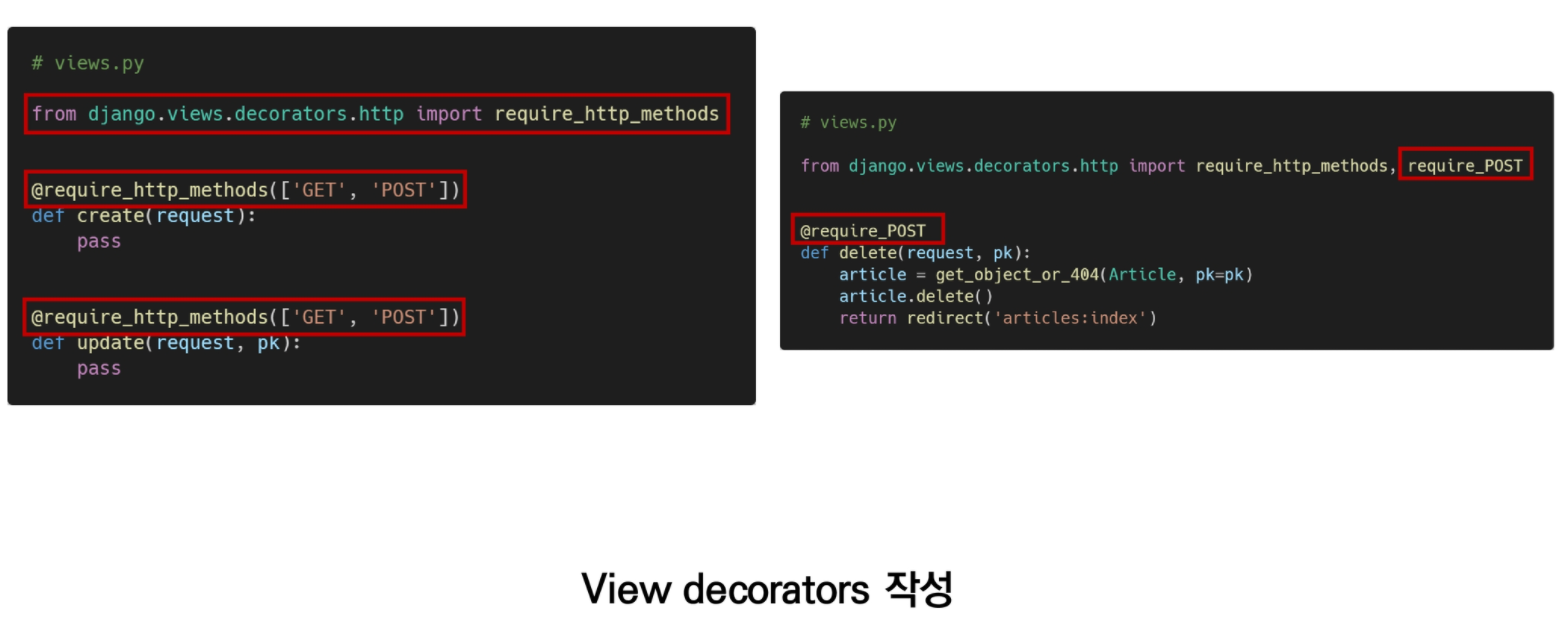 # views.py
from django.views.decorators.http import require_http_methods
@require_http_methods(['GET', 'POST'])
def create(request):
    pass
@require_http_methods(['GET', 'POST'])
def update(request, pk):
    pass
# views.py
from django.views.decorators.http import require_http_methods, require_POST
@require_POST
def delete(request, pk):
    article = get_object_or_404(Article, pk=pk)
    article.delete()
    return redirect('articles:index')
View decorators 작성